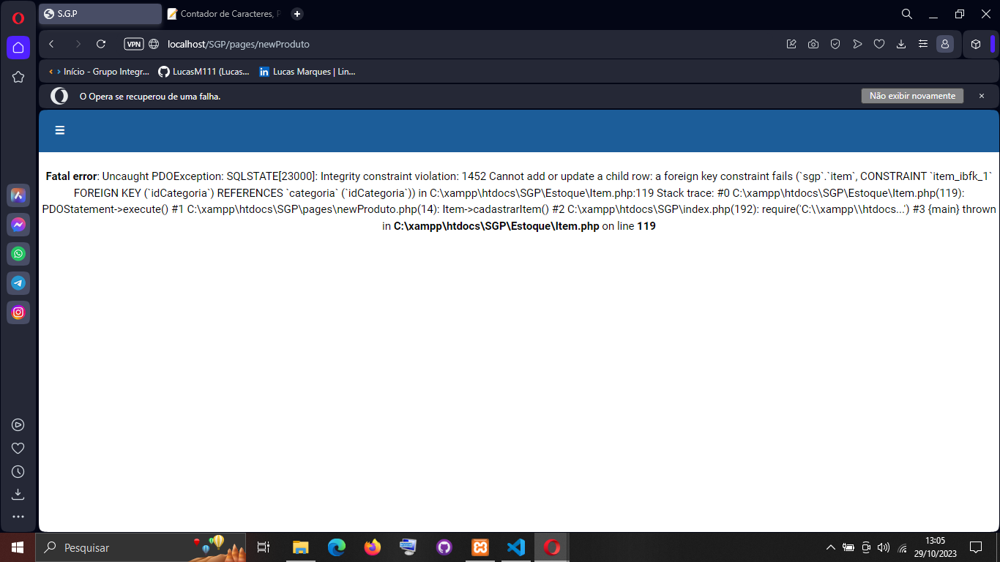 S.G.P
Contador de Caracteres, P
VPN
localhost/SGP/pages/newProduto
Início - Grupo Integr...
LucasM111 (Lucas...
Lucas Marques | Lin...
O Opera se recuperou de uma falha.
Não exibir novamente
Fatal error: Uncaught PDOException: SQLSTATE[23000]: Integrity constraint violation: 1452 Cannot add or update a child row: a foreign key constraint fails (`sgp`.`item`, CONSTRAINT `item_ibfk_1`
FOREIGN KEY (`idCategoria`) REFERENCES `categoria` (`idCategoria`)) in C:\xampp\htdocs\SGP\Estoque\Item.php:119 Stack trace: #0 C:\xampp\htdocs\SGP\Estoque\Item.php(119):
PDOStatement->execute() #1 C:\xampp\htdocs\SGP\pages\newProduto.php(14): Item->cadastrarItem() #2 C:\xampp\htdocs\SGP\index.php(192): require('C:\\xampp\\htdocs...') #3 {main} thrown
in C:\xampp\htdocs\SGP\Estoque\Item.php on line 119
Pesquisar
13:05
29/10/2023